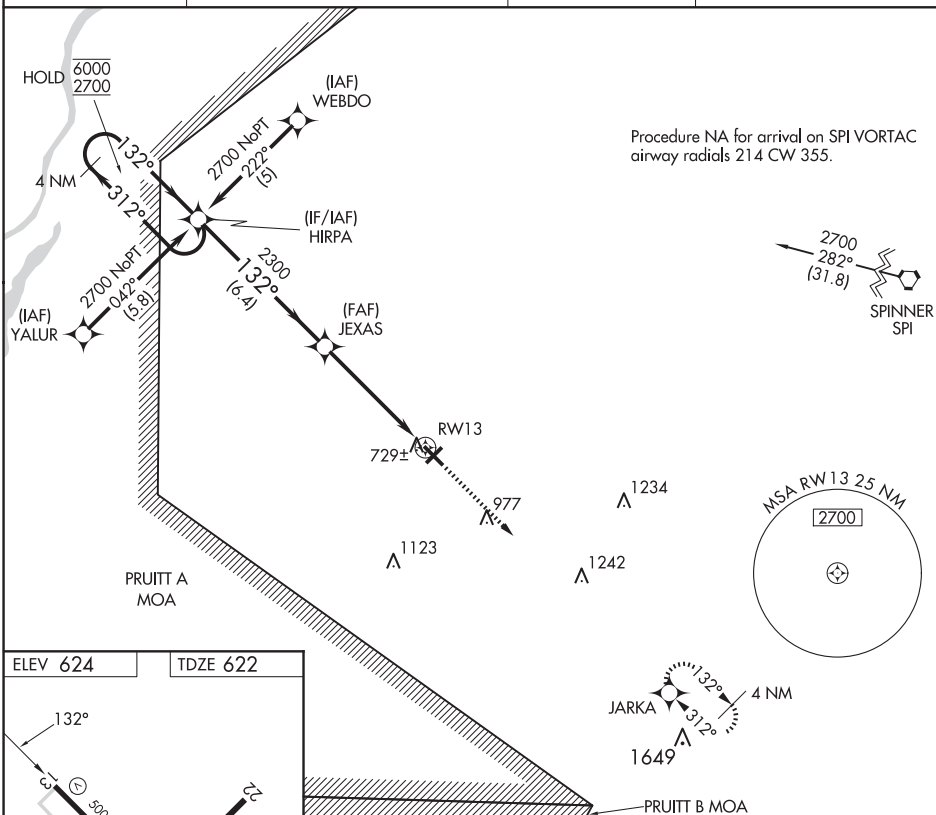 HOLD 6000
2700
(IAF)
WEBDO
132°
2700 NoPT
222°
(5)
Procedure NA for arrival on SPI VORTAC
airway radials 214 CW 355.
4 NM
312°
(IF/IAF)
HIRPA
2300
132°
(6.4)
2700
282°
(31.8)
SPINNER
SPI
2700 NoPT
042°
(5.8)
(IAF)
YALUR
(FAF)
JEXAS
RW13
729±
977
1234
MSA RW13 25 NM
2700
1123
1242
PRUITT A
MOA
ELEV 624
TDZE 622
132°
JARKA
132°
312°
4 NM
1649
13
V
500
22
PRUITT B MOA